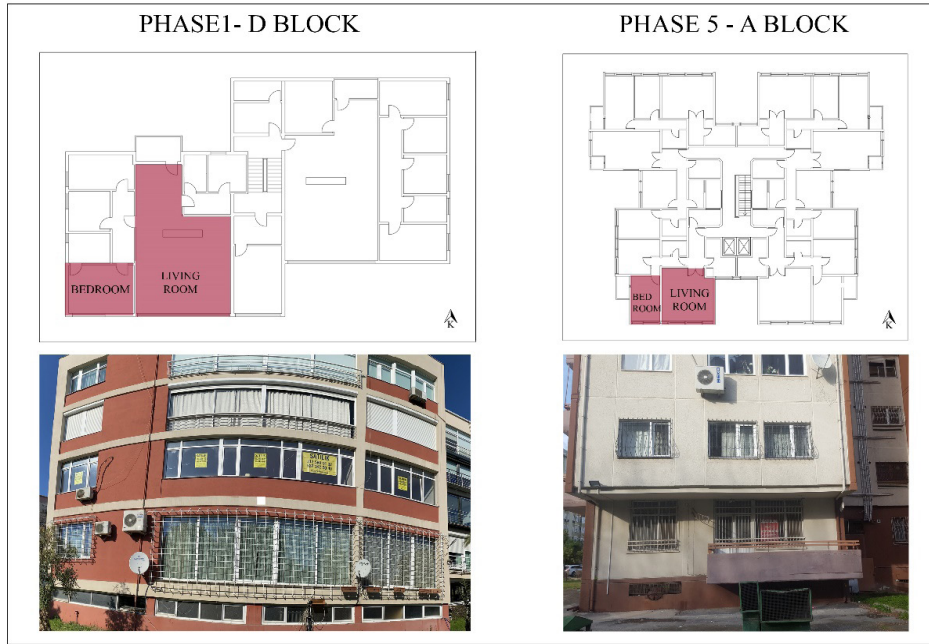 PHASE1- D BLOCK
PHASE 5 - A BLOCK
BEDROOM
LIVING
ROOM
K
BED
ROOM
LIVING
ROOM
K
SATILIK